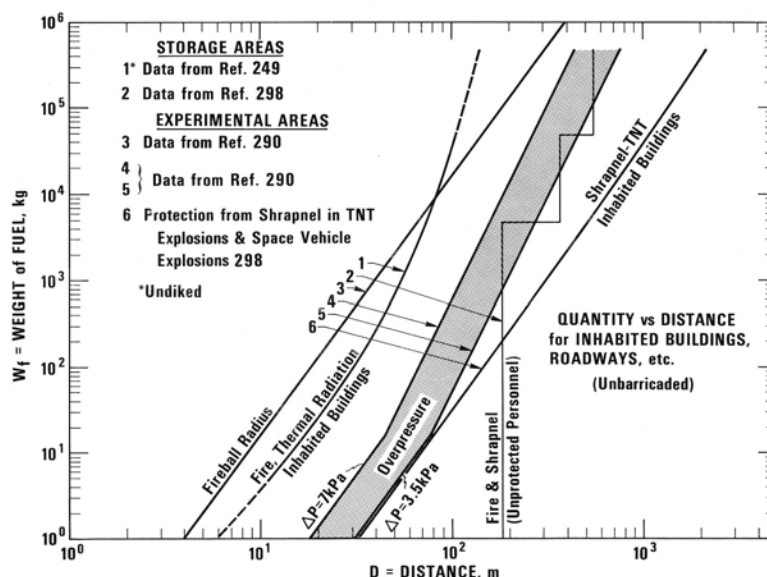 10⁶
STORAGE AREAS
1* Data from Ref. 249
2 Data from Ref. 298
EXPERIMENTAL AREAS
3 Data from Ref. 290
4
5 } Data from Ref. 290
6 Protection from Shrapnel in TNT
Explosions & Space Vehicle
Explosions 298
*Undiked
10⁵
10⁴
10³
10²
10¹
10⁰
W_f = WEIGHT of FUEL, kg
1
2
3
4
5
6
Shrapnel-TNT
Inhabited Buildings
QUANTITY vs DISTANCE
for INHABITED BUILDINGS,
ROADWAYS, etc.
(Unbarricaded)
Fireball Radius
Fire, Thermal Radiation
Inhabited Buildings
Overpressure
ΔP=7kPa
ΔP=3.5kPa
Fire & Shrapnel
(Unprotected Personnel)
10⁰
10¹
10²
10³
D = DISTANCE, m